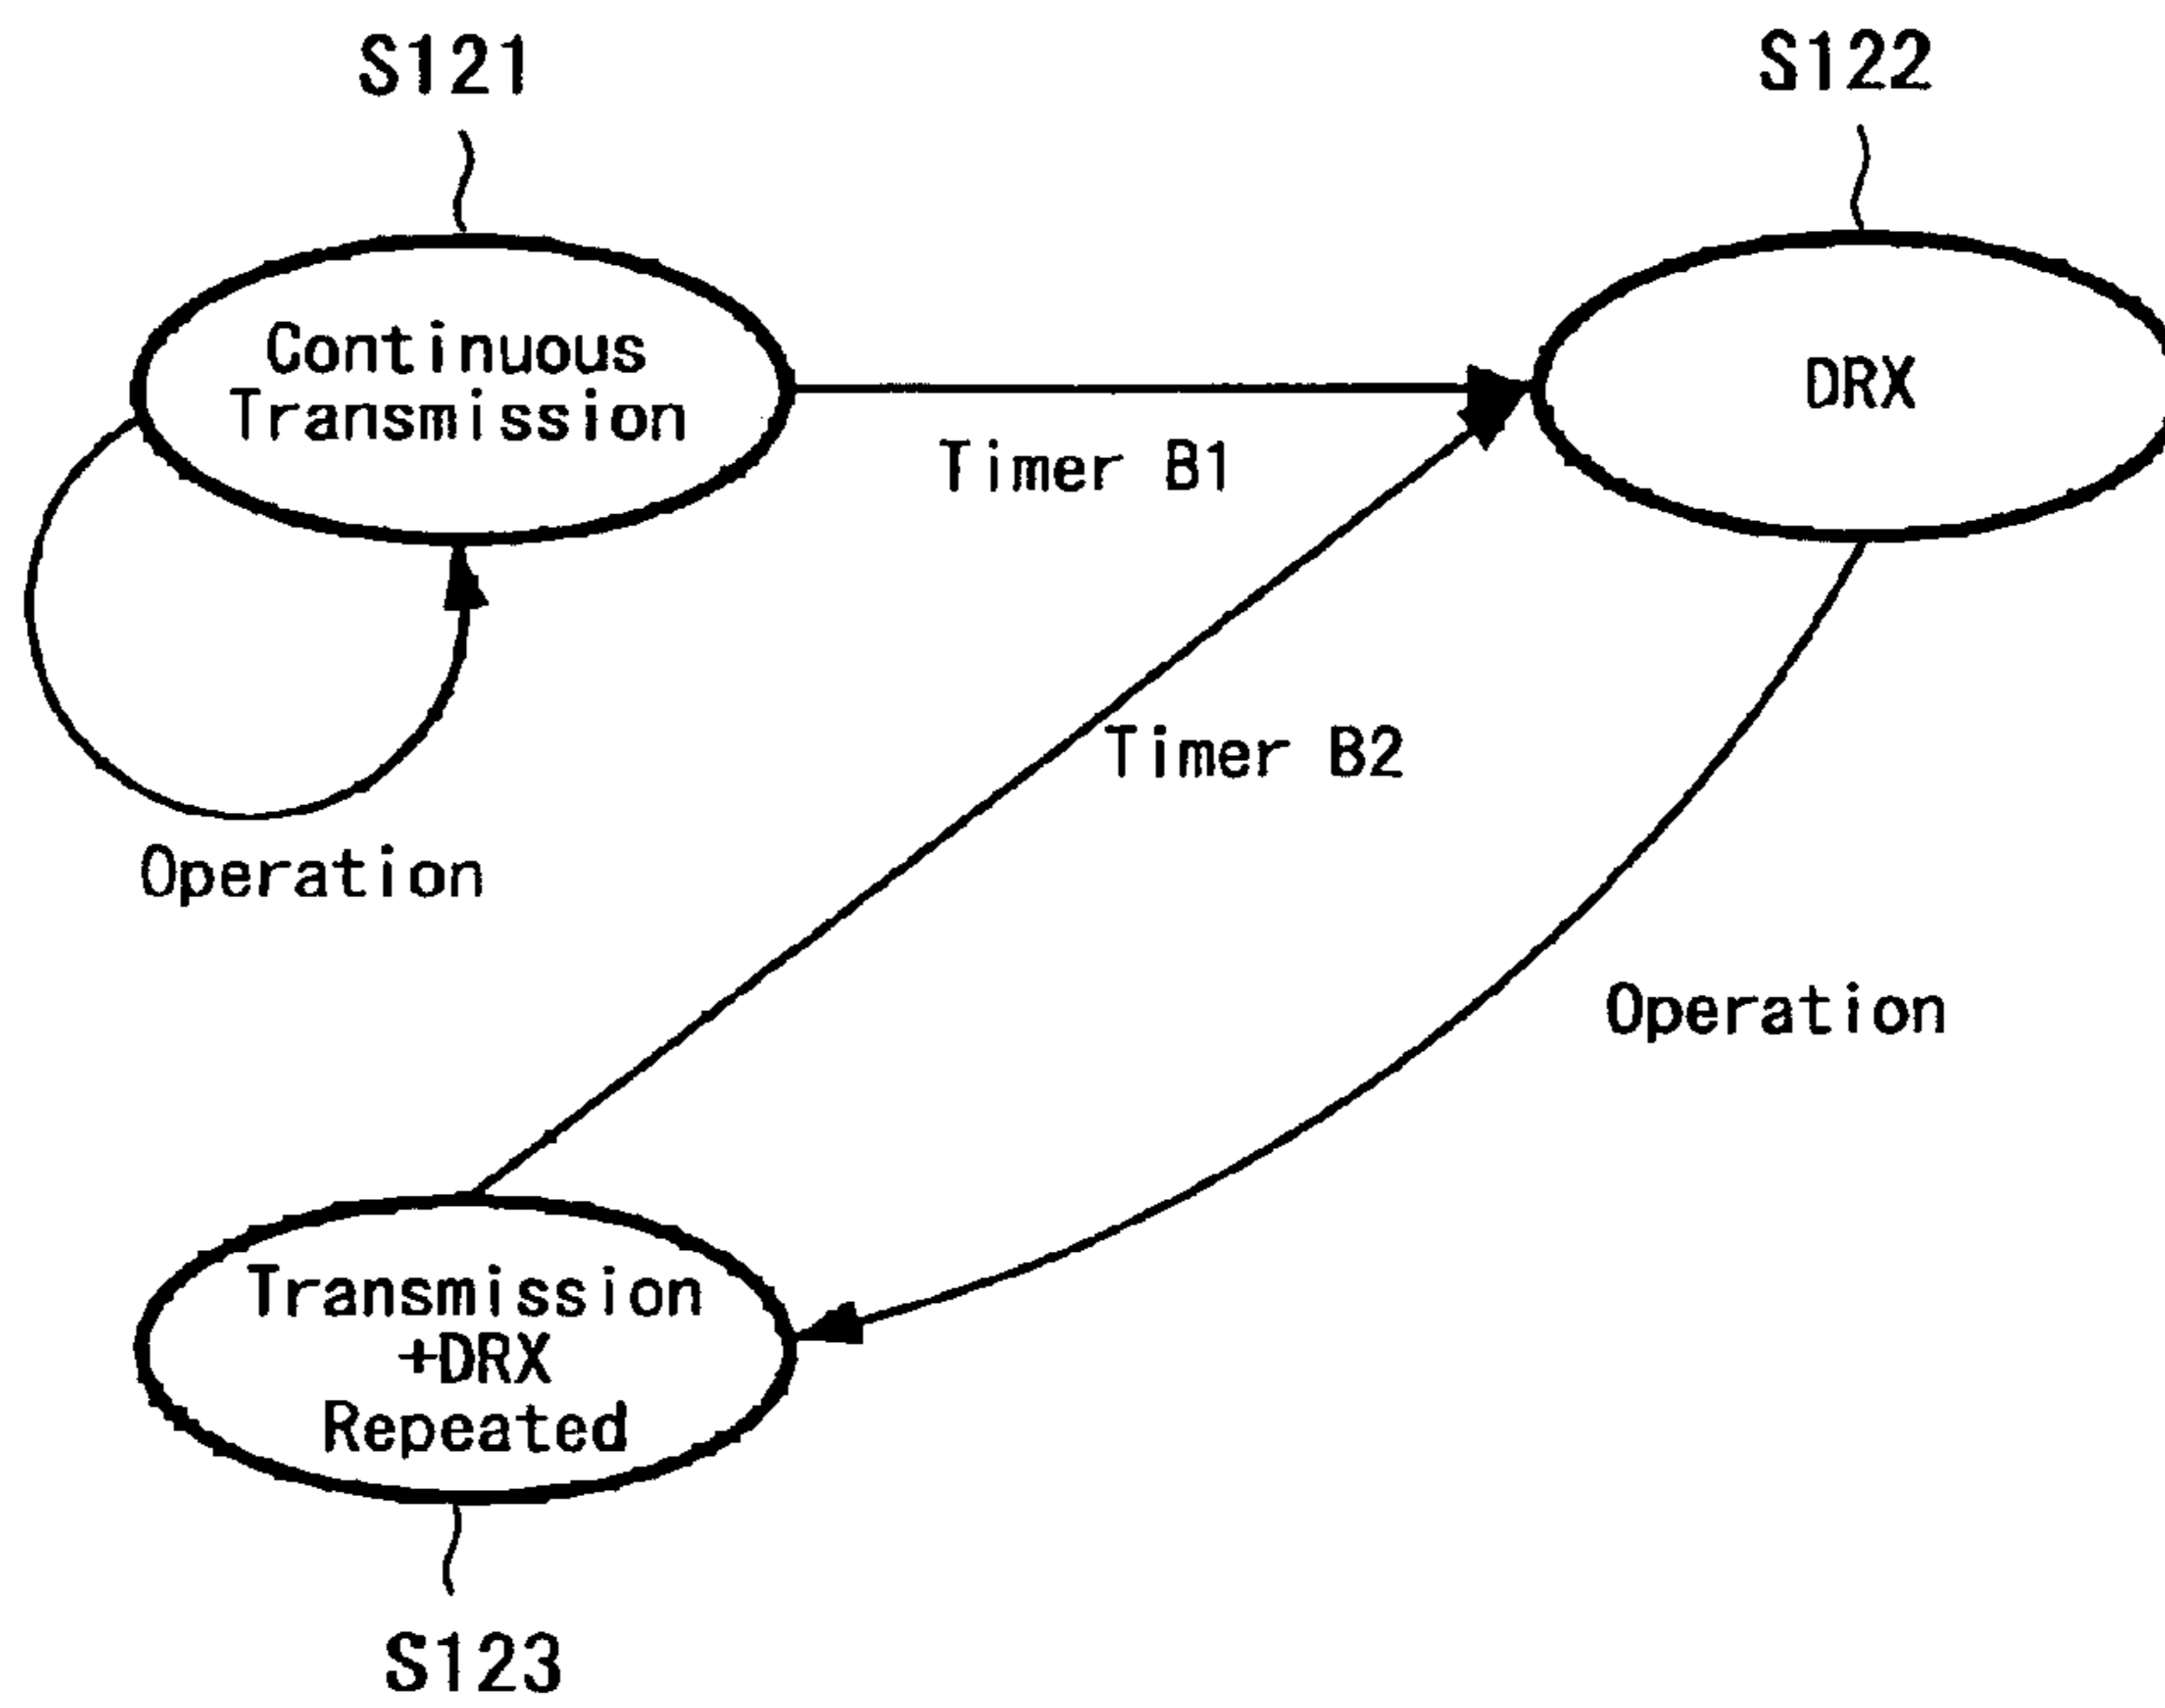 S121
S122
Continuous
Transmission
DRX
Timer B1
Timer B2
Operation
Operation
Transmission
+DRX
Repeated
S123